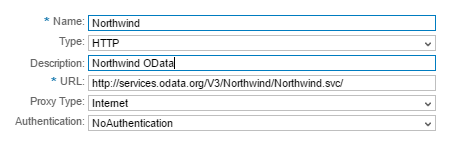 * Name: Northwind
Type: HTTP
Description: Northwind OData
* URL: http://services.odata.org/V3/Northwind/Northwind.svc/
Proxy Type: Internet
Authentication: NoAuthentication